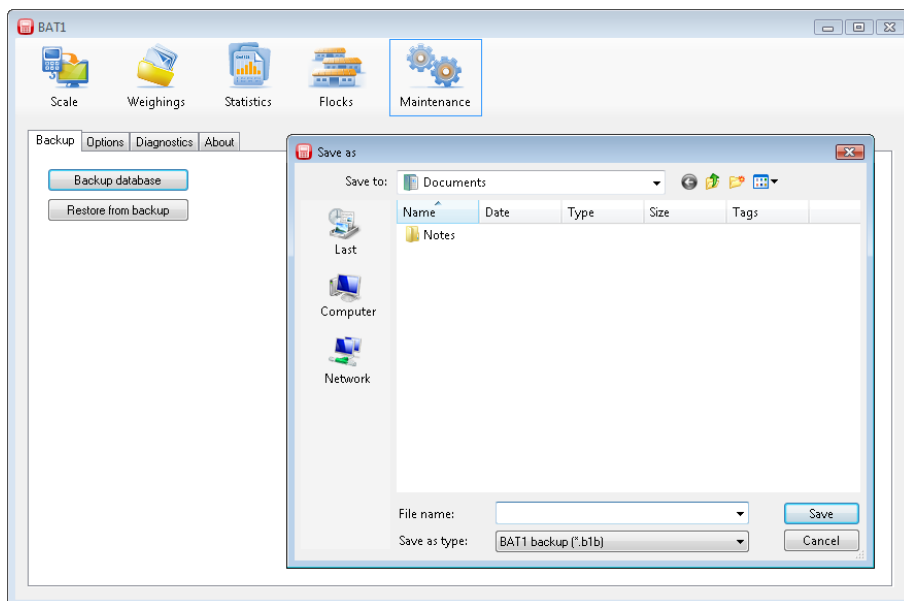 BAT1
Scale Weighings Statistics Flocks Maintenance
Backup Options Diagnostics About
Backup database
Restore from backup
Save as
Save to: Documents
Name Date Type Size Tags
Notes
Last
Computer
Network
File name:
Save
Save as type: BAT1 backup (*.b1b)
Cancel